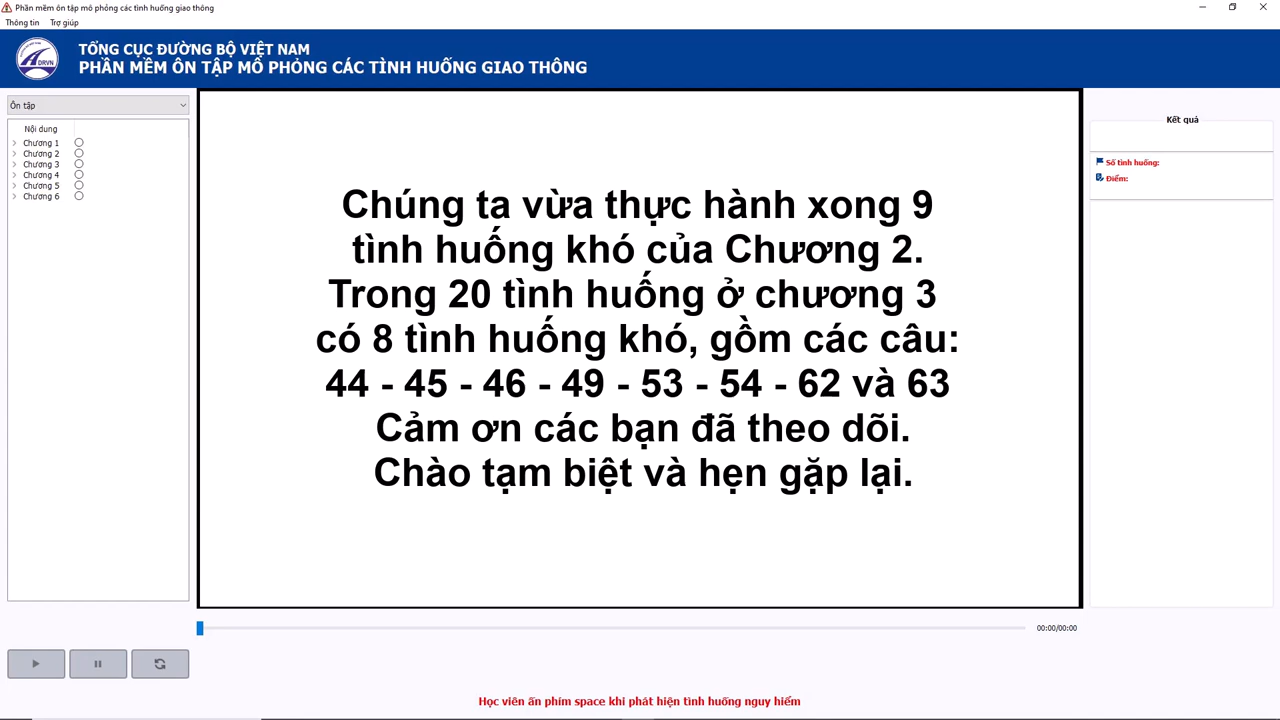 Phần mềm ôn tập mô phỏng các tình huống giao thông
Thông tin Trợ giúp
TỔNG CỤC ĐƯỜNG BỘ VIỆT NAM
PHẦN MỀM ÔN TẬP MÔ PHỎNG CÁC TÌNH HUỐNG GIAO THÔNG
DRVN
Ôn tập
Nội dung
Chương 1
Chương 2
Chương 3
Chương 4
Chương 5
Chương 6
Chúng ta vừa thực hành xong 9
tình huống khó của Chương 2.
Trong 20 tình huống ở chương 3
có 8 tình huống khó, gồm các câu:
44 - 45 - 46 - 49 - 53 - 54 - 62 và 63
Cảm ơn các bạn đã theo dõi.
Chào tạm biệt và hẹn gặp lại.
Kết quả
Số tình huống:
Điểm:
00:00/00:00
Học viên ấn phím space khi phát hiện tình huống nguy hiểm